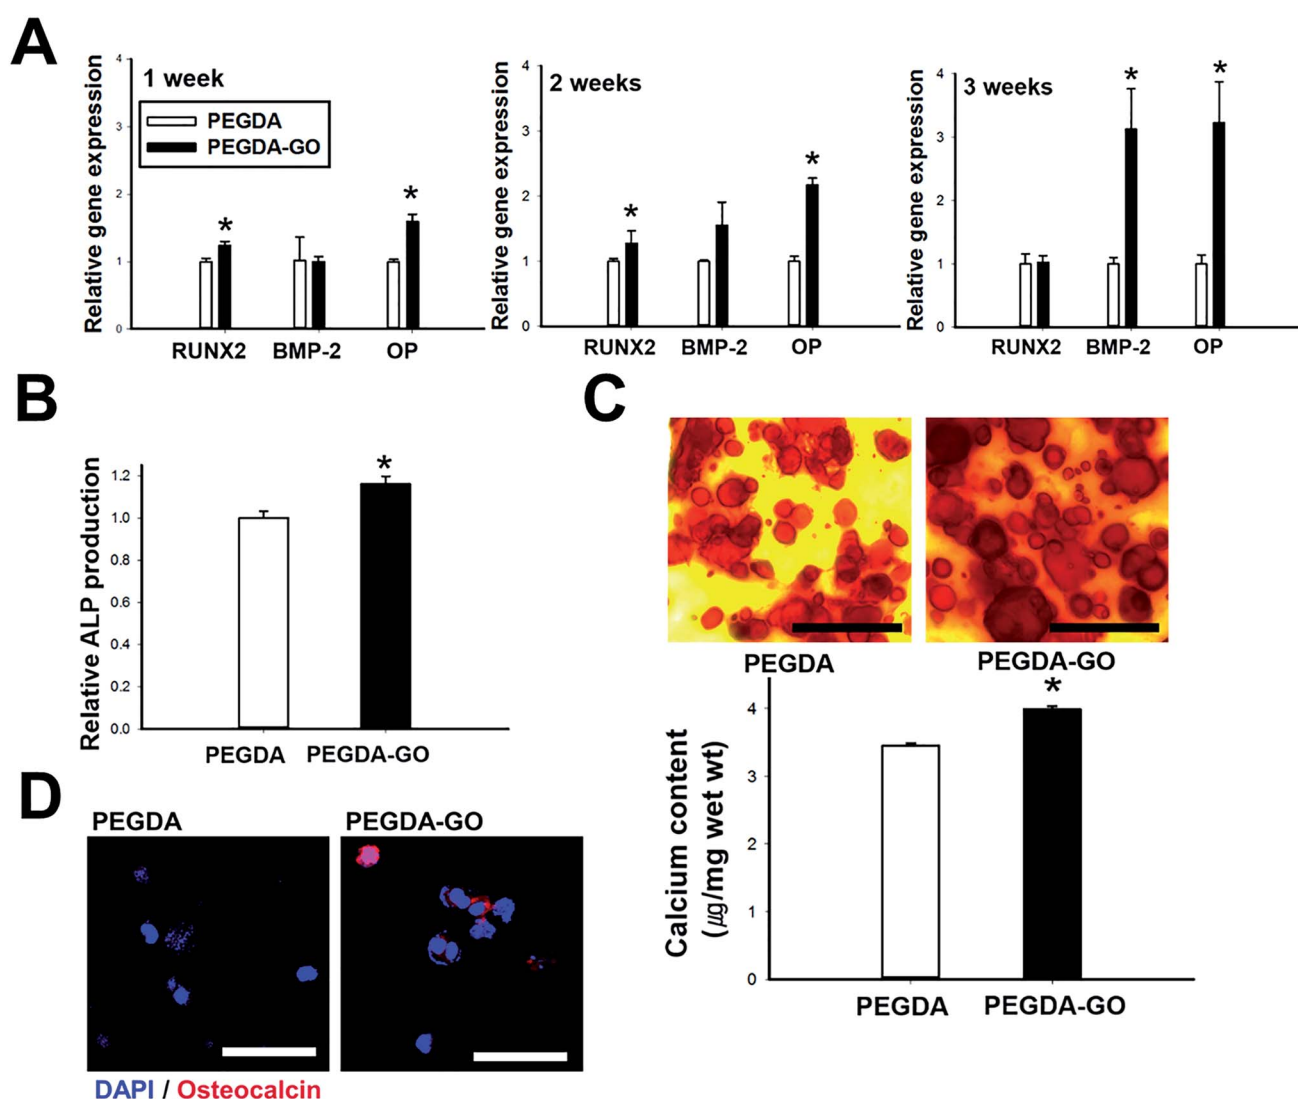 A
Relative gene expression
4
3
2
1
0
1 week
PEGDA
PEGDA-GO
*
*
RUNX2 BMP-2 OP
Relative gene expression
4
3
2
1
0
2 weeks
*
*
RUNX2 BMP-2 OP
Relative gene expression
4
3
2
1
0
3 weeks
*
*
RUNX2 BMP-2 OP
B
Relative ALP production
1.2
1.0
0.8
0.6
0.4
0.2
0.0
*
PEGDA PEGDA-GO
C
PEGDA PEGDA-GO
Calcium content
(㎍/mg wet wt)
4
3
2
1
0
*
PEGDA PEGDA-GO
D
PEGDA PEGDA-GO
DAPI / Osteocalcin